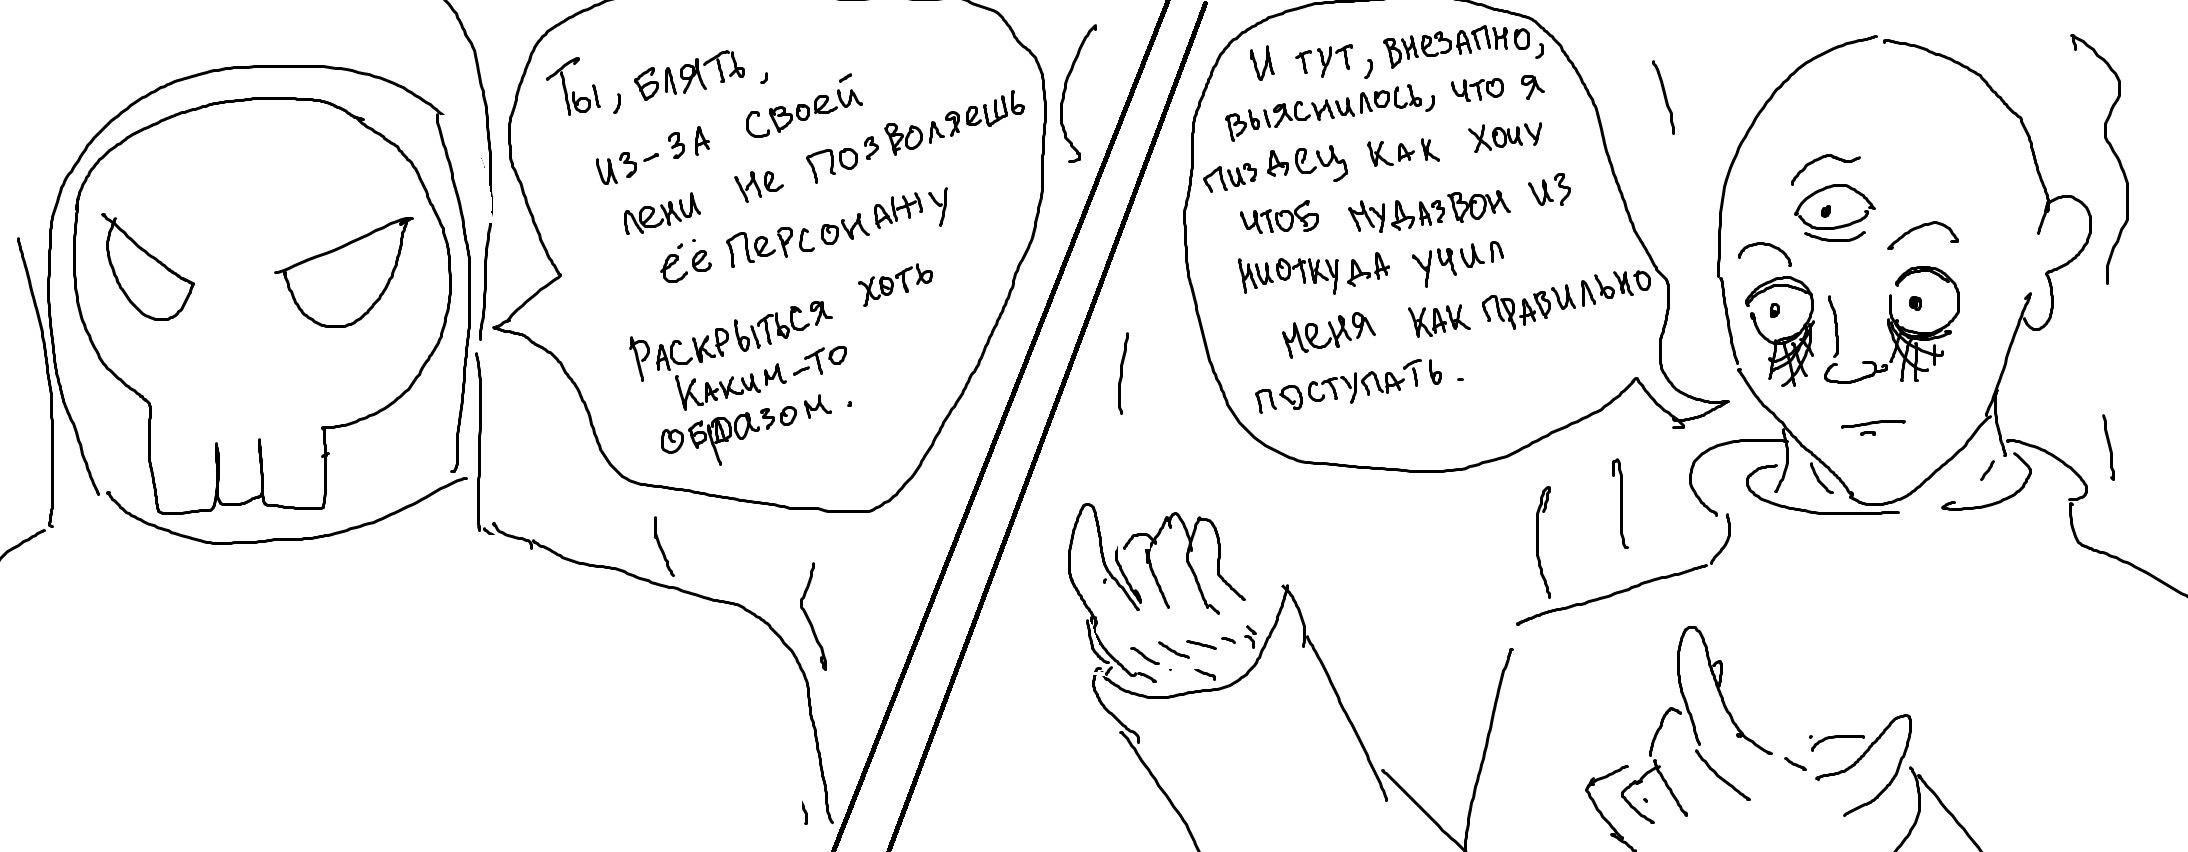 Ты, блять,
из-за своей
лени не позволяешь
её персонажу
раскрыться хоть
каким-то
образом.
И тут, внезапно,
выяснилось, что я
пиздец как хочу
чтоб мудазвон из
ниоткуда учил
меня как правильно
поступать.